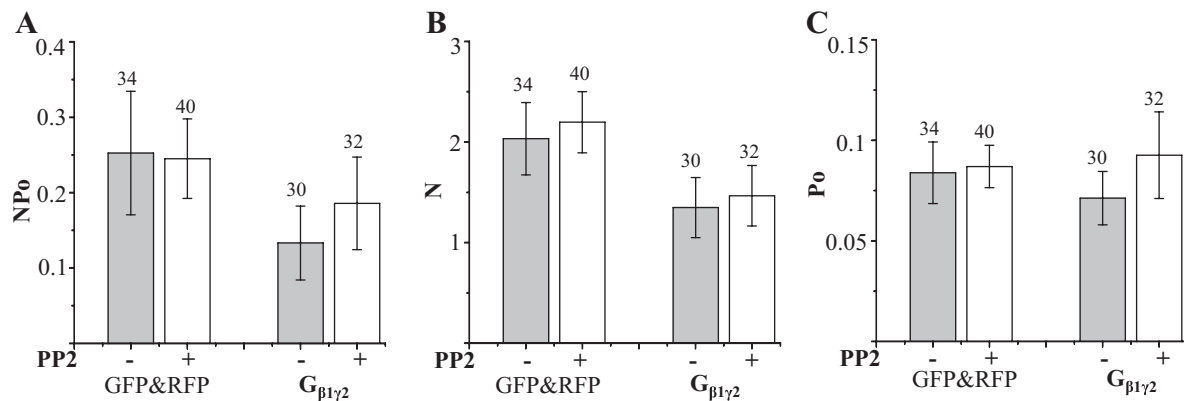 A
NPo
0.4
0.3
0.2
0.1
34
40
30
32
PP2 - + - +
GFP&RFP Gβ1γ2
B
N
3
2
1
0
34
40
30
32
PP2 - + - +
GFP&RFP Gβ1γ2
C
Po
0.15
0.1
0.05
34
40
30
32
PP2 - + - +
GFP&RFP Gβ1γ2